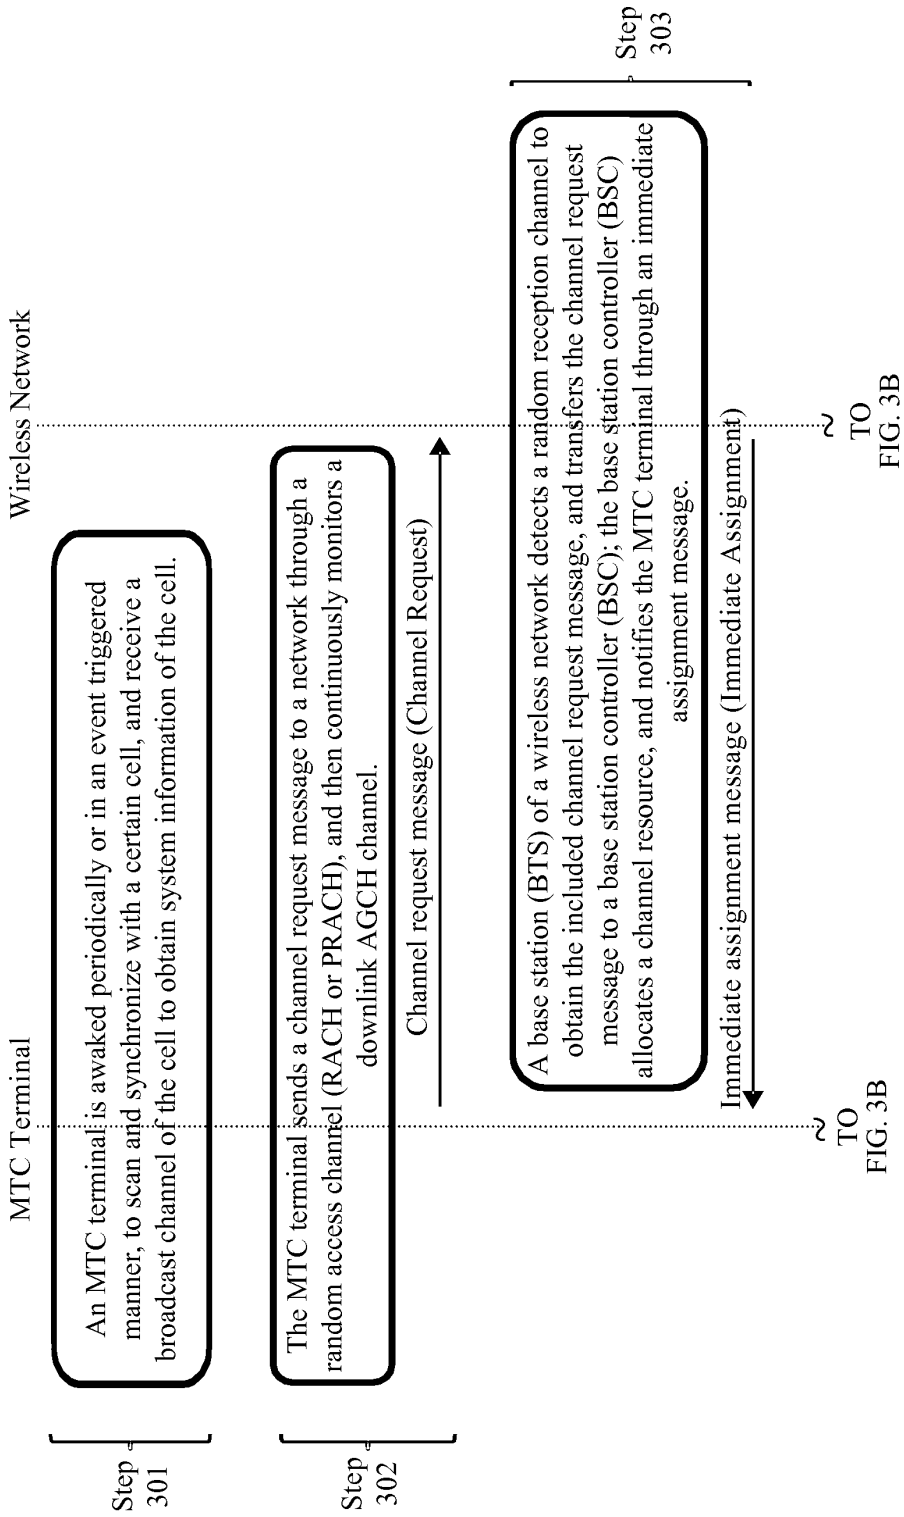 MTC Terminal
Wireless Network
Step
301
An MTC terminal is awaked periodically or in an event triggered
manner, to scan and synchronize with a certain cell, and receive a
broadcast channel of the cell to obtain system information of the cell.
Step
302
The MTC terminal sends a channel request message to a network through a
random access channel (RACH or PRACH), and then continuously monitors a
downlink AGCH channel.
Channel request message (Channel Request)
A base station (BTS) of a wireless network detects a random reception channel to
obtain the included channel request message, and transfers the channel request
message to a base station controller (BSC); the base station controller (BSC)
allocates a channel resource, and notifies the MTC terminal through an immediate
assignment message.
Step
303
Immediate assignment message (Immediate Assignment)
TO
FIG. 3B
TO
FIG. 3B